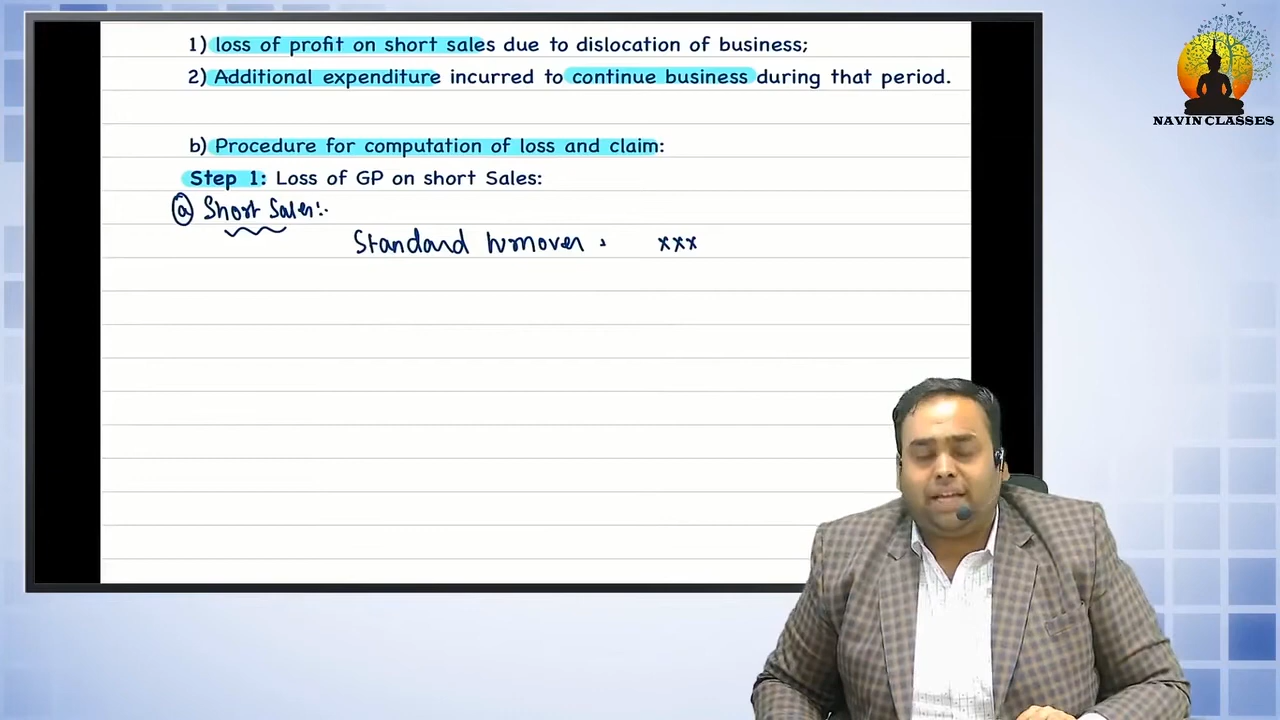 1) loss of profit on short sales due to dislocation of business;
2) Additional expenditure incurred to continue business during that period.
b) Procedure for computation of loss and claim:
Step 1: Loss of GP on short Sales:
ⓐ Short Sales:-
Standard turnover : xxx
NAVIN CLASSES